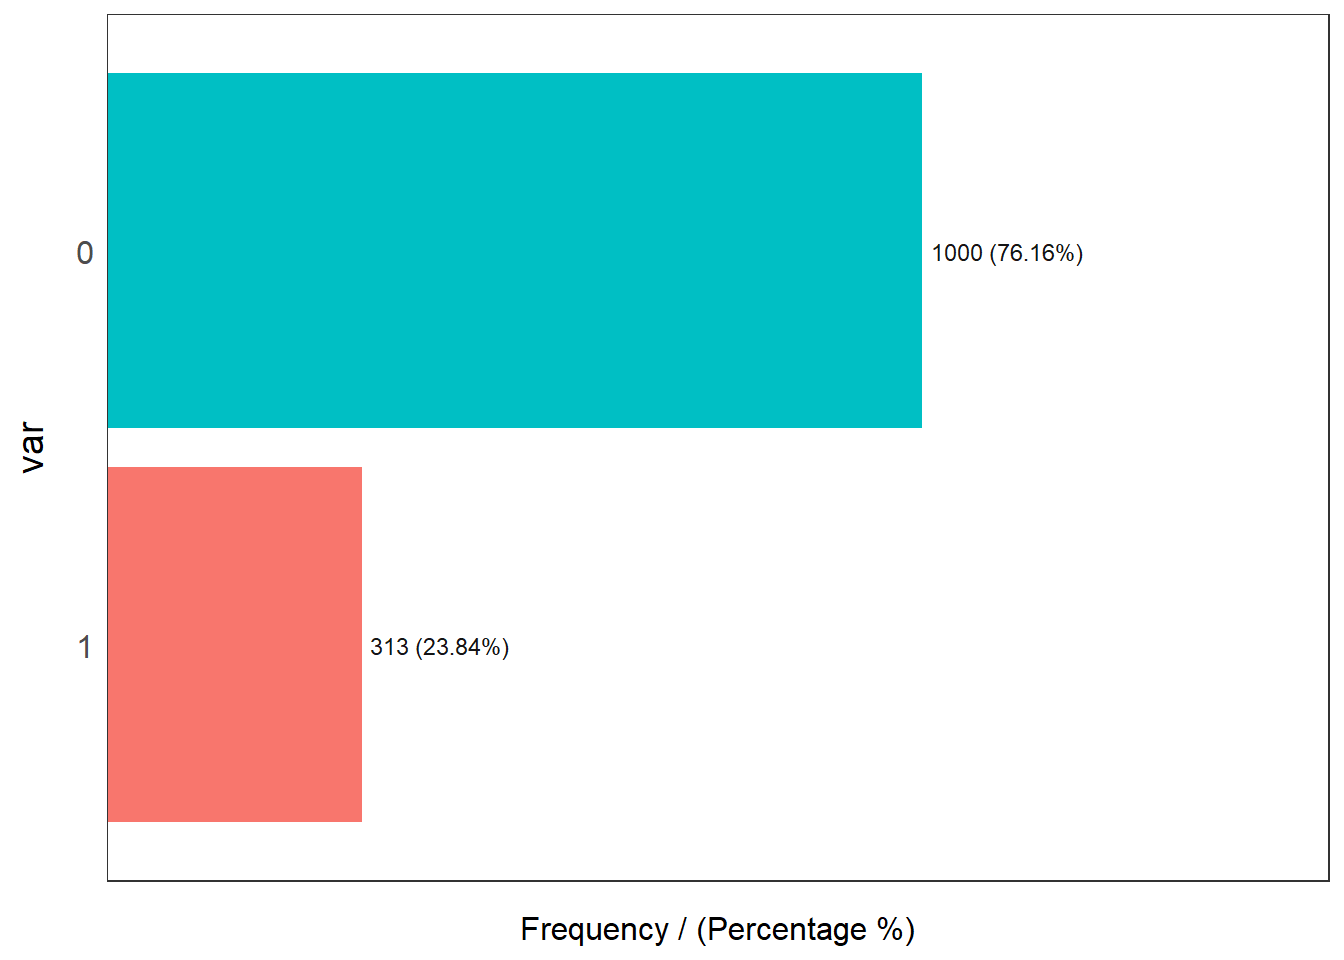 0
1000 (76.16%)
var
1
313 (23.84%)
Frequency / (Percentage %)